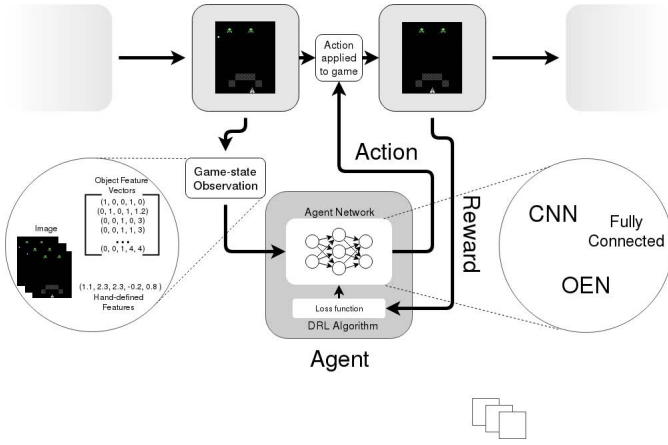 Action
applied
to game
Game-state
Observation
Action
Reward
Object Feature
Vectors
(1, 0, 0, 1, 0)
(0, 1, 0, 1, 1.2)
(0, 0, 1, 0, 3)
(0, 0, 1, 1, 3)
...
(0, 0, 1, 4, 4)
Image
(1.1, 2.3, 2.3, -0.2, 0.8 )
Hand-defined
Features
Agent Network
Loss function
DRL Algorithm
Agent
CNN
Fully
Connected
OEN